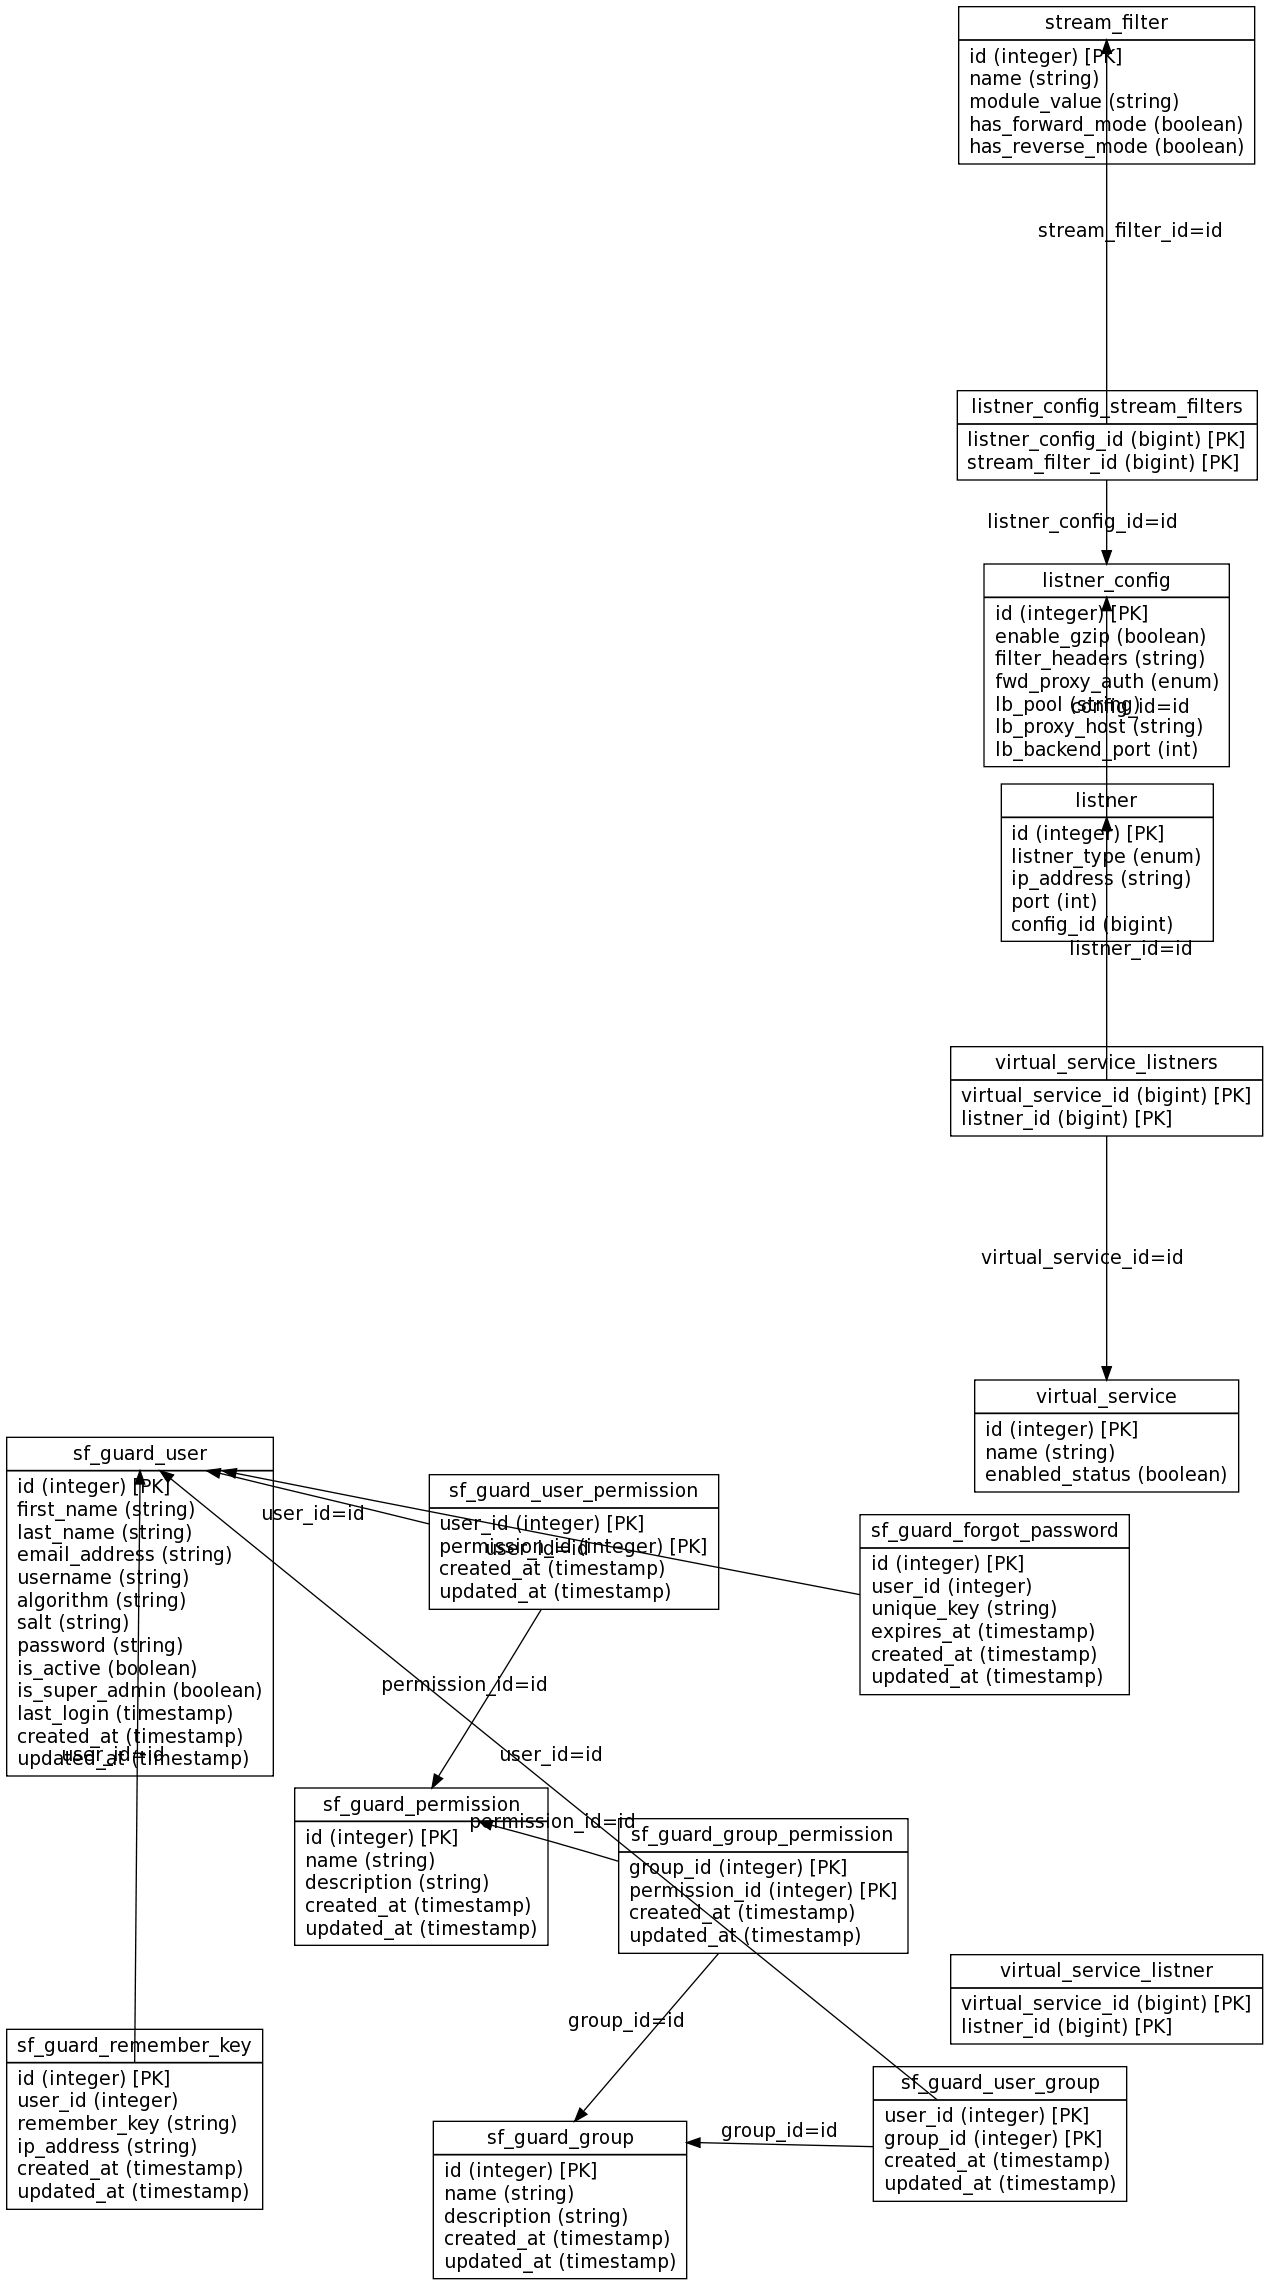 stream_filter
id (integer) [PK]
name (string)
module_value (string)
has_forward_mode (boolean)
has_reverse_mode (boolean)
stream_filter_id=id
listner_config_stream_filters
listner_config_id (bigint) [PK]
stream_filter_id (bigint) [PK]
listner_config_id=id
listner_config
id (integer) [PK]
enable_gzip (boolean)
filter_headers (string)
fwd_proxy_auth (enum)
lb_pool (string)
config_id=id
lb_proxy_host (string)
lb_backend_port (int)
listner
id (integer) [PK]
listner_type (enum)
ip_address (string)
port (int)
config_id (bigint)
listner_id=id
virtual_service_listners
virtual_service_id (bigint) [PK]
listner_id (bigint) [PK]
virtual_service_id=id
virtual_service
id (integer) [PK]
name (string)
enabled_status (boolean)
sf_guard_user
id (integer) [PK]
first_name (string)
last_name (string)
email_address (string)
username (string)
algorithm (string)
salt (string)
password (string)
is_active (boolean)
is_super_admin (boolean)
last_login (timestamp)
created_at (timestamp)
updated_at (timestamp)
user_id=id
user_id=id
sf_guard_user_permission
user_id (integer) [PK]
permission_id (integer) [PK]
user_id=id
created_at (timestamp)
updated_at (timestamp)
sf_guard_forgot_password
id (integer) [PK]
user_id (integer)
unique_key (string)
expires_at (timestamp)
created_at (timestamp)
updated_at (timestamp)
permission_id=id
user_id=id
sf_guard_permission
id (integer) [PK]
name (string)
description (string)
created_at (timestamp)
updated_at (timestamp)
permission_id=id
sf_guard_group_permission
group_id (integer) [PK]
permission_id (integer) [PK]
created_at (timestamp)
updated_at (timestamp)
virtual_service_listner
virtual_service_id (bigint) [PK]
listner_id (bigint) [PK]
group_id=id
sf_guard_remember_key
id (integer) [PK]
user_id (integer)
remember_key (string)
ip_address (string)
created_at (timestamp)
updated_at (timestamp)
sf_guard_user_group
user_id (integer) [PK]
group_id (integer) [PK]
created_at (timestamp)
updated_at (timestamp)
group_id=id
sf_guard_group
id (integer) [PK]
name (string)
description (string)
created_at (timestamp)
updated_at (timestamp)